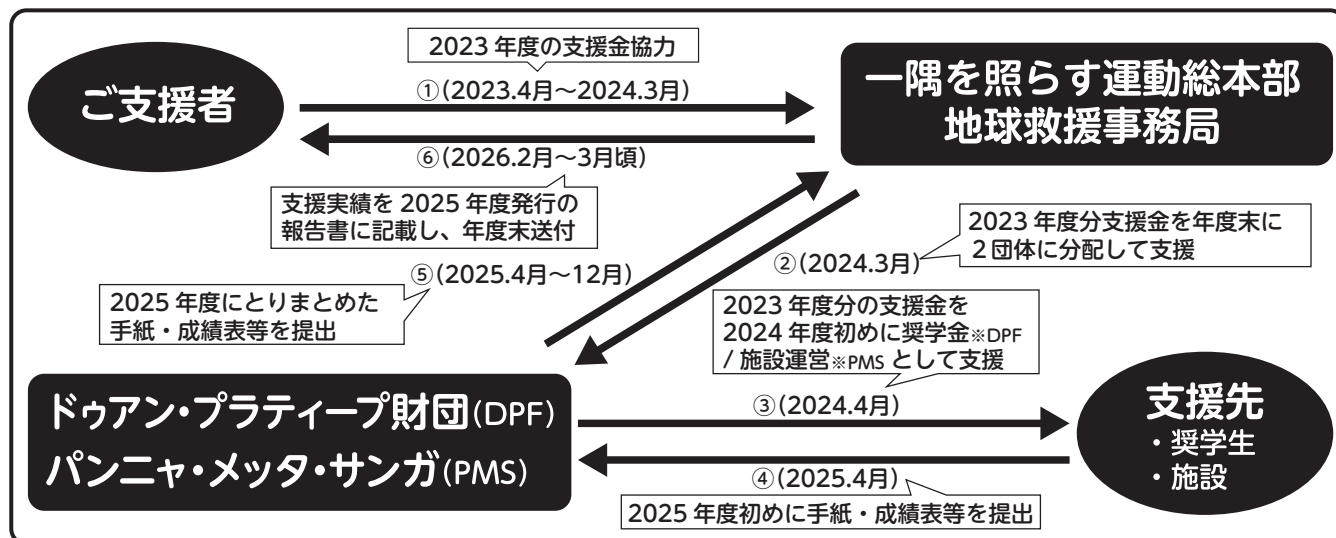 2023 年度の支援金協力
ご支援者
①(2023.4月～2024.3月)
一隅を照らす運動総本部
地球救援事務局
⑥(2026.2月～3月頃)
支援実績を 2025 年度発行の
報告書に記載し、年度末送付
2023 年度分支援金を年度末に
2団体に分配して支援
②(2024.3月)
⑤(2025.4月～12月)
2025 年度にとりまとめた
手紙・成績表等を提出
2023 年度分の支援金を
2024 年度初めに奨学金※DPF
/ 施設運営※PMS として支援
ドゥアン・プラティープ財団(DPF)
パンニャ・メッタ・サンガ(PMS)
③(2024.4月)
支援先
・奨学生
・施設
④(2025.4月)
2025 年度初めに手紙・成績表等を提出